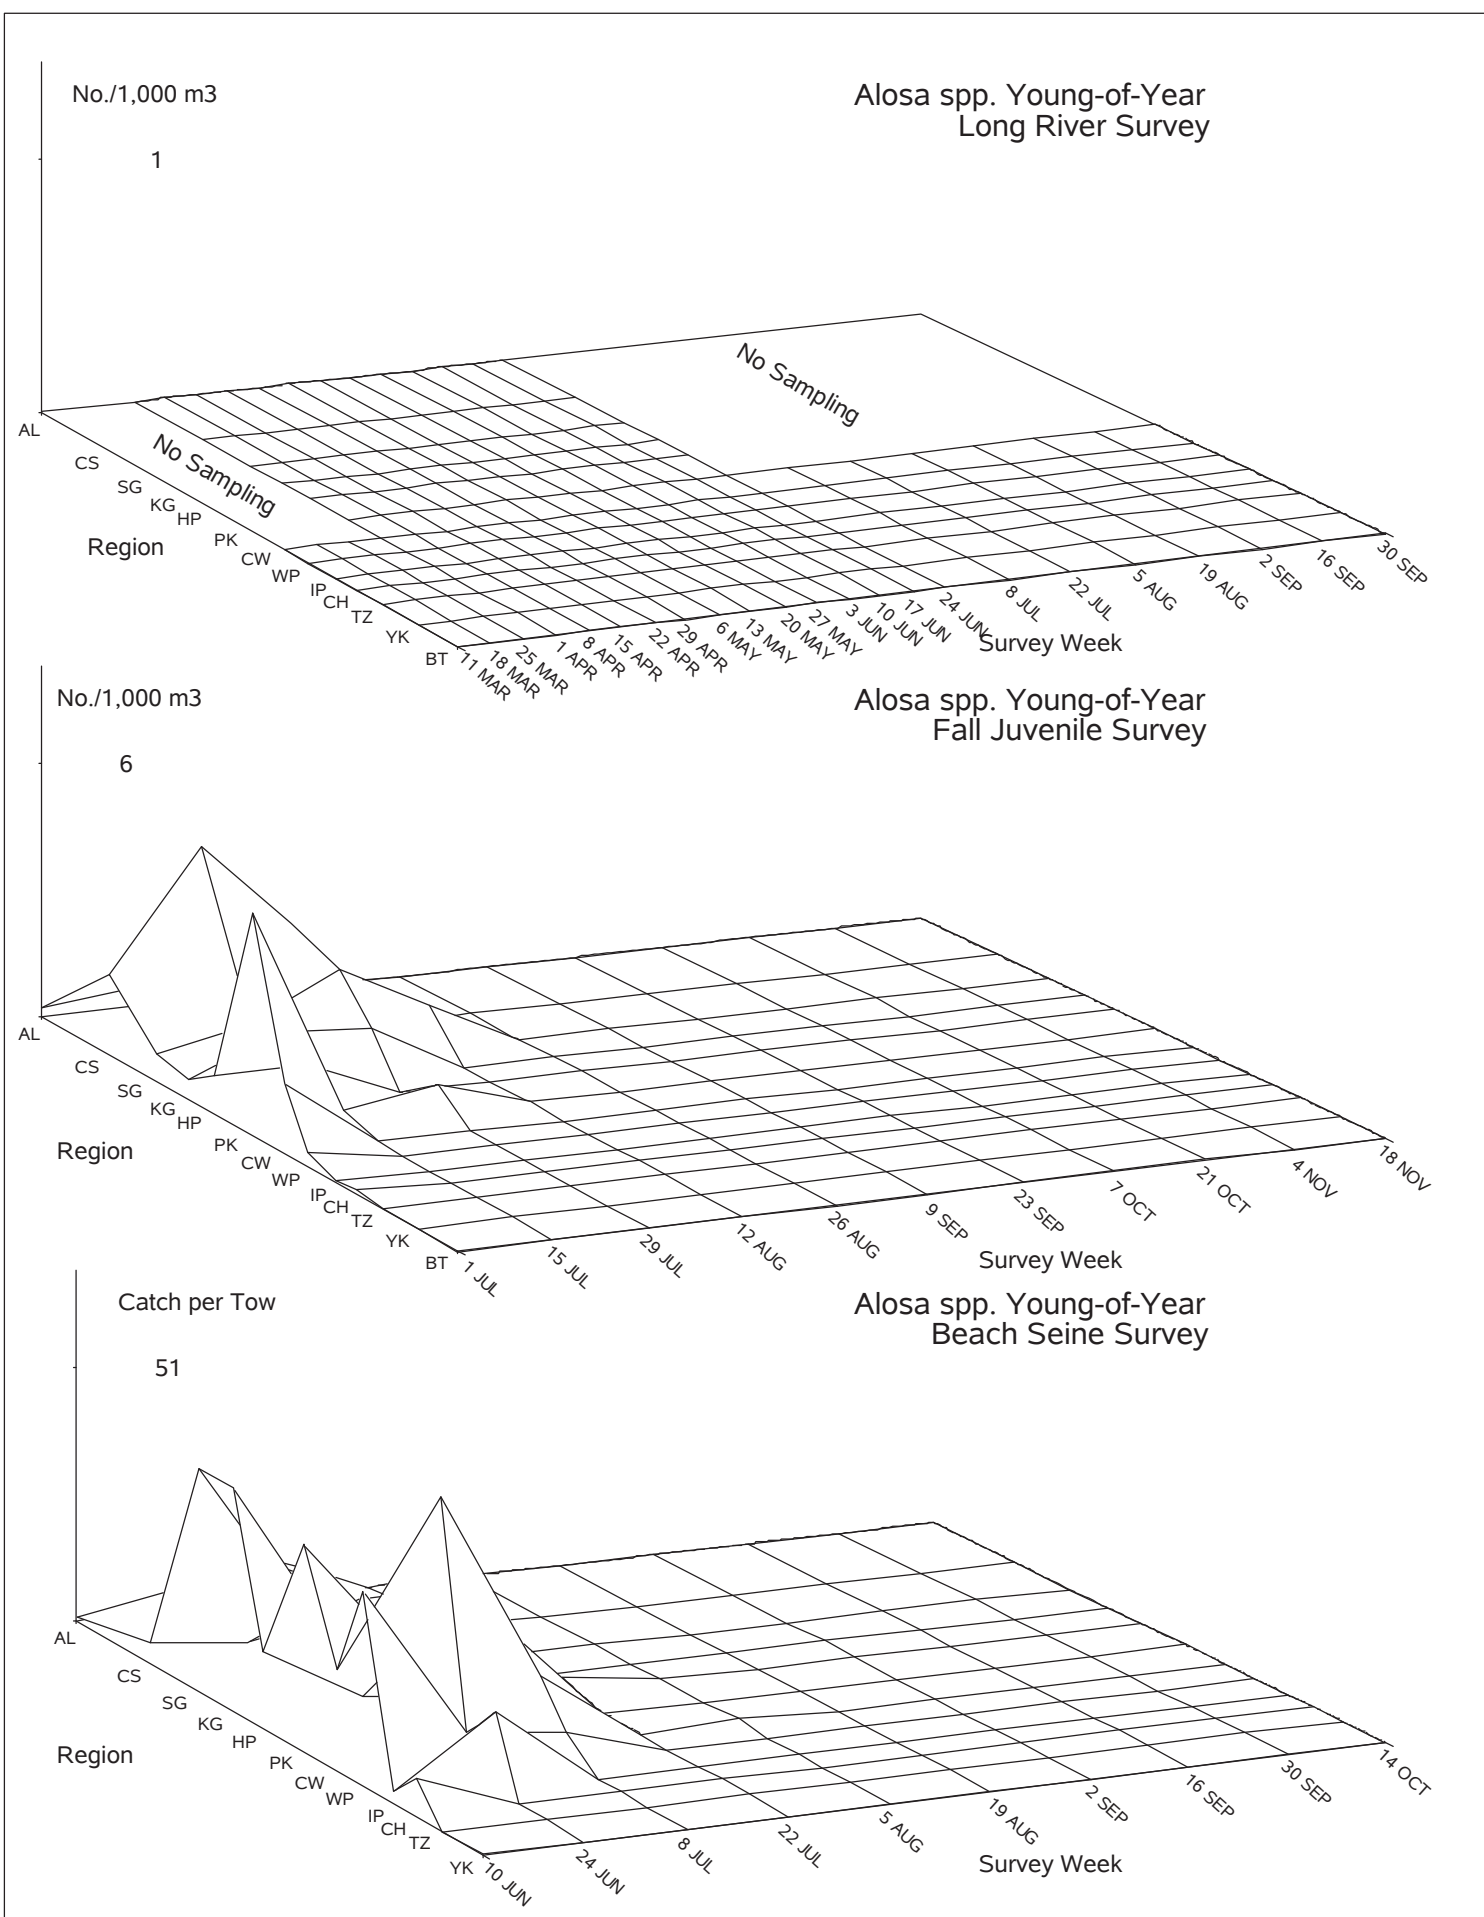 No./1,000 m3
Alosa spp. Young-of-Year
Long River Survey
1
No Sampling
No Sampling
AL
CS
SG
KG
HP
PK
CW
WP
IP
CH
TZ
YK
BT
Region
11 MAR
18 MAR
25 MAR
1 APR
8 APR
15 APR
22 APR
29 APR
6 MAY
13 MAY
20 MAY
27 MAY
3 JUN
10 JUN
17 JUN
24 JUN
8 JUL
22 JUL
5 AUG
19 AUG
2 SEP
16 SEP
30 SEP
Survey Week
No./1,000 m3
Alosa spp. Young-of-Year
Fall Juvenile Survey
6
AL
CS
SG
KG
HP
PK
CW
WP
IP
CH
TZ
YK
BT
Region
1 JUL
15 JUL
29 JUL
12 AUG
26 AUG
9 SEP
23 SEP
7 OCT
21 OCT
4 NOV
18 NOV
Survey Week
Catch per Tow
Alosa spp. Young-of-Year
Beach Seine Survey
51
AL
CS
SG
KG
HP
PK
CW
WP
IP
CH
TZ
YK
Region
10 JUN
24 JUN
8 JUL
22 JUL
5 AUG
19 AUG
2 SEP
16 SEP
30 SEP
14 OCT
Survey Week